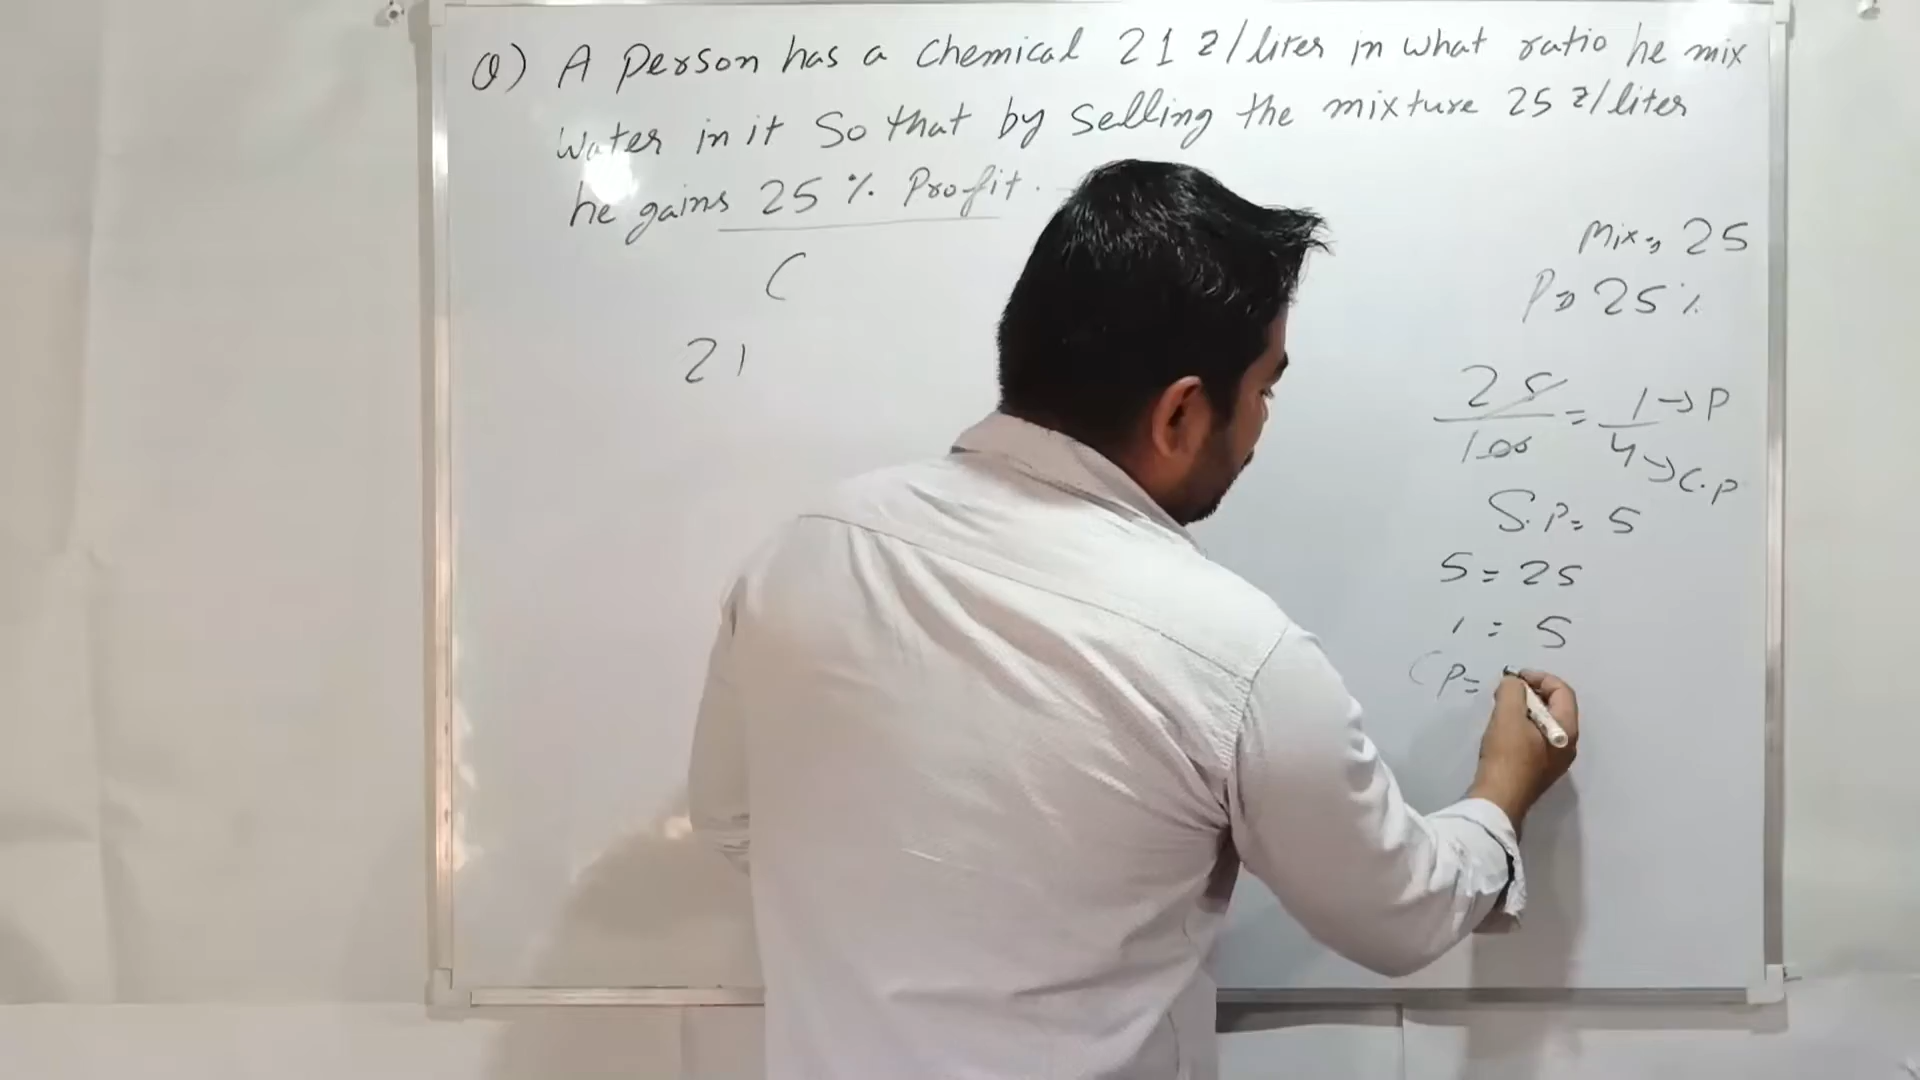 Q) A Person has a chemical 21 ₹/liter in what ratio he mix
Water in it So that by Selling the mixture 25 ₹/liter
he gains 25 % Profit.
C
21
Mix = 25
P = 25 %
25/100 = 1/4 → P
→ C.P
S.P = 5
5 = 25
1 = 5
CP =